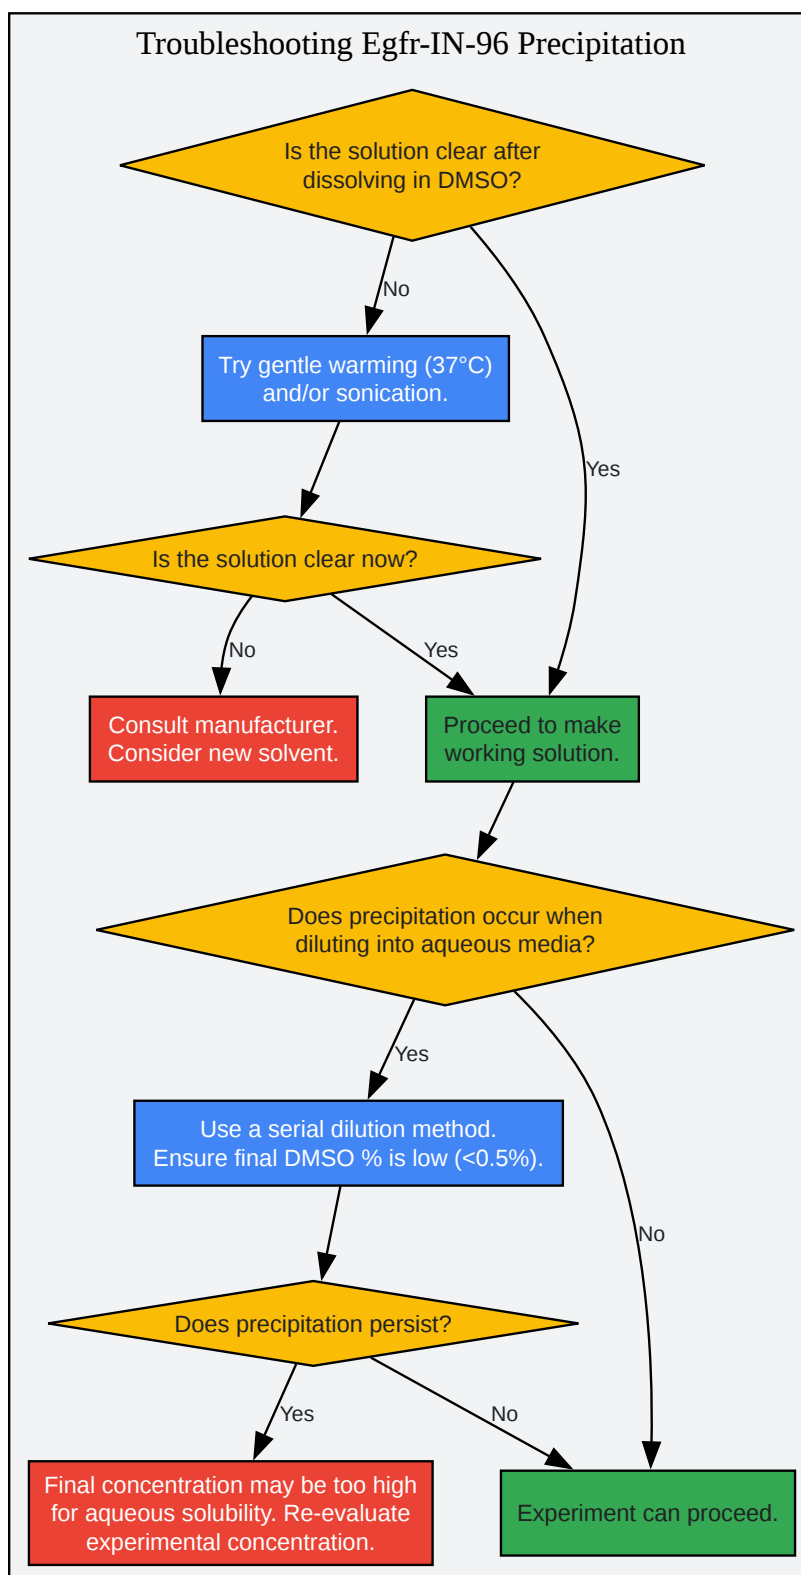 Troubleshooting Egfr-IN-96 Precipitation
Is the solution clear after
dissolving in DMSO?
No
Try gentle warming (37°C)
and/or sonication.
Yes
Is the solution clear now?
No
Yes
Consult manufacturer.
Consider new solvent.
Proceed to make
working solution.
Does precipitation occur when
diluting into aqueous media?
Yes
Use a serial dilution method.
Ensure final DMSO % is low (<0.5%).
No
Does precipitation persist?
Yes
No
Final concentration may be too high
for aqueous solubility. Re-evaluate
experimental concentration.
Experiment can proceed.